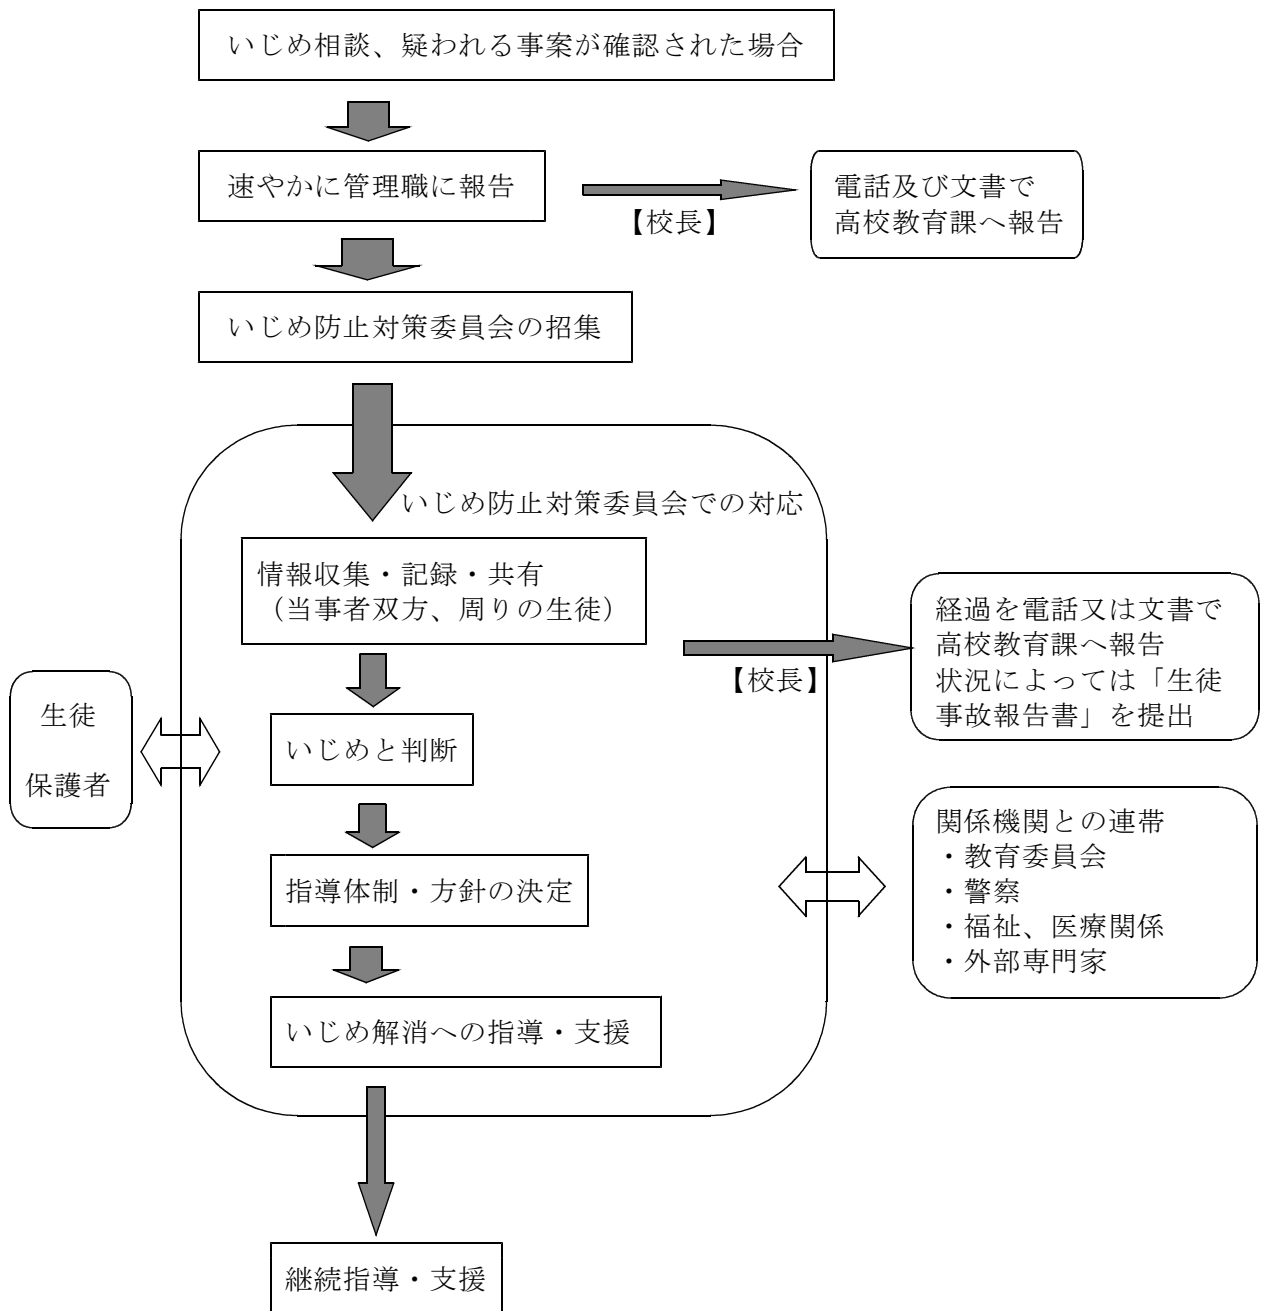 いじめ相談、疑われる事案が確認された場合
速やかに管理職に報告
【校長】
電話及び文書で
高校教育課へ報告
いじめ防止対策委員会の招集
いじめ防止対策委員会での対応
情報収集・記録・共有
（当事者双方、周りの生徒）
【校長】
経過を電話又は文書で
高校教育課へ報告
状況によっては「生徒
事故報告書」を提出
生徒
保護者
いじめと判断
指導体制・方針の決定
関係機関との連帯
・教育委員会
・警察
・福祉、医療関係
・外部専門家
いじめ解消への指導・支援
継続指導・支援